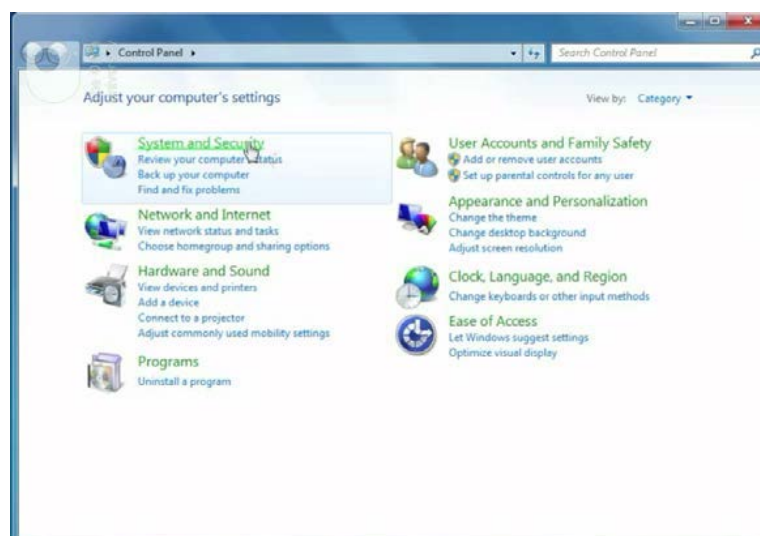 Control Panel
Search Control Panel
Adjust your computer's settings
View by: Category
System and Security
Review your computer's status
Back up your computer
Find and fix problems
Network and Internet
View network status and tasks
Choose homegroup and sharing options
Hardware and Sound
View devices and printers
Add a device
Connect to a projector
Adjust commonly used mobility settings
Programs
Uninstall a program
User Accounts and Family Safety
Add or remove user accounts
Set up parental controls for any user
Appearance and Personalization
Change the theme
Change desktop background
Adjust screen resolution
Clock, Language, and Region
Change keyboards or other input methods
Ease of Access
Let Windows suggest settings
Optimize visual display